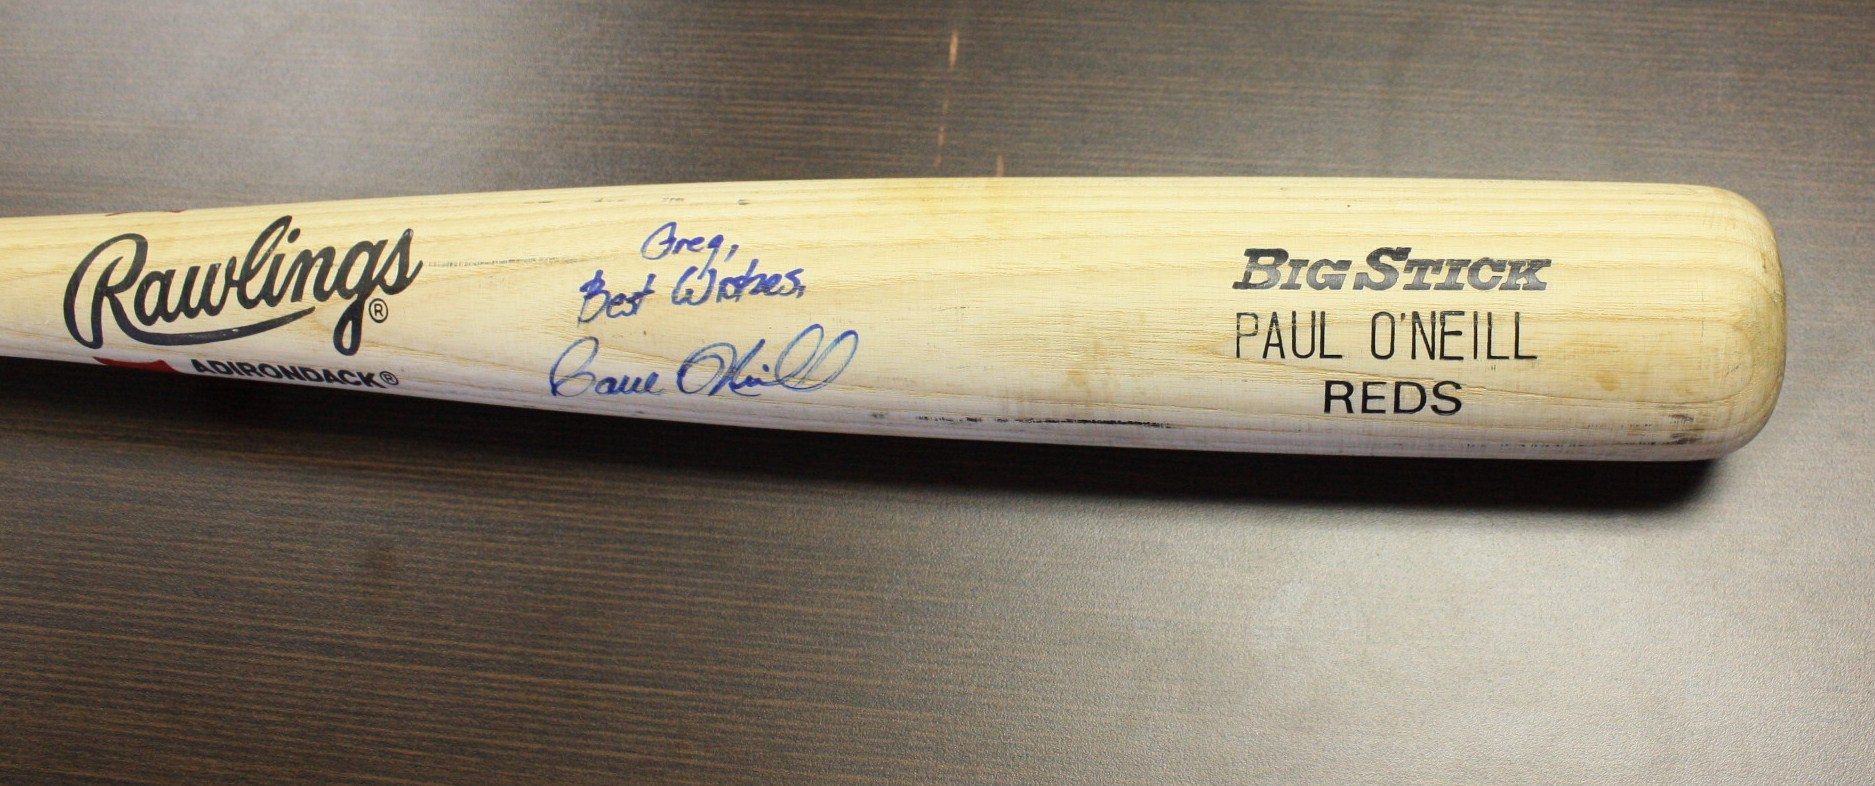 Rawlings®
ADIRONDACK®
Greg,
Best Wishes,
Paul O'Neill
BIG STICK
PAUL O'NEILL
REDS